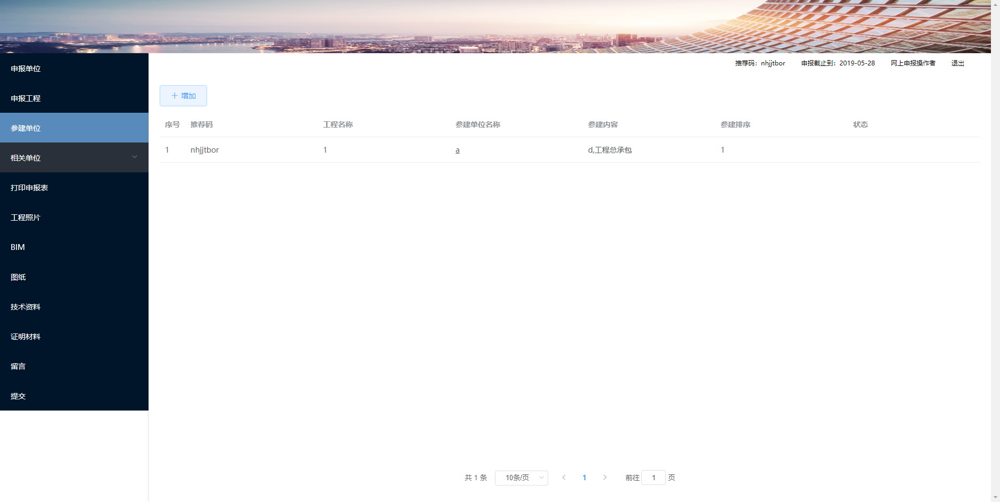 推荐码：nhjjtbor 申报截止到：2019-05-28 网上申报操作者 退出
申报单位
申报工程
参建单位
相关单位
打印申报表
工程照片
BIM
图纸
技术资料
证明材料
留言
提交
增加
序号 推荐码 工程名称 参建单位名称 参建内容 参建排序 状态
1 nhjjtbor 1 a d,工程总承包 1
共 1 条 10条/页 1 前往 1 页